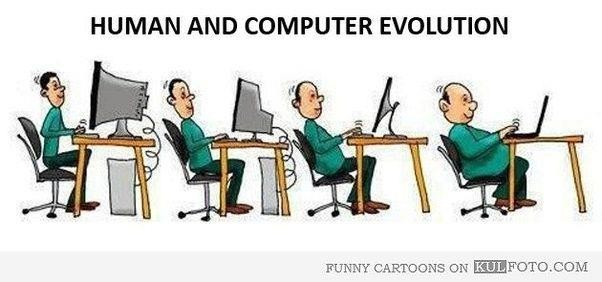 HUMAN AND COMPUTER EVOLUTION
FUNNY CARTOONS ON KULFOTO.COM